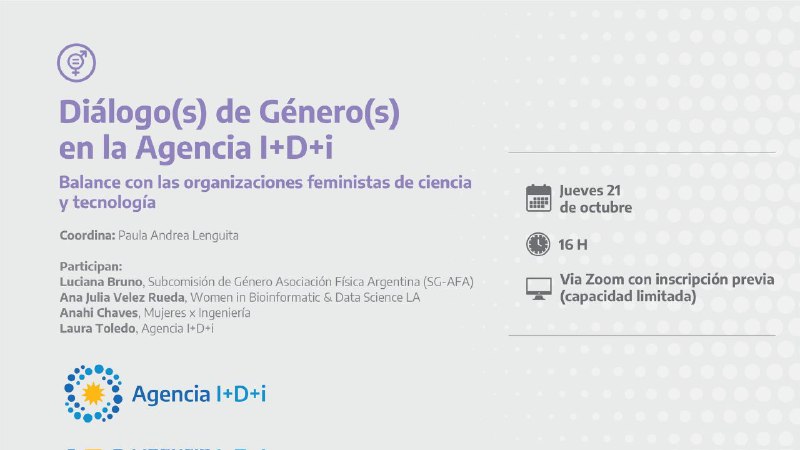 Diálogo(s) de Género(s)
en la Agencia I+D+i
Balance con las organizaciones feministas de ciencia
y tecnología
Coordina: Paula Andrea Lenguita
Participan:
Luciana Bruno, Subcomisión de Género Asociación Física Argentina (SG-AFA)
Ana Julia Velez Rueda, Women in Bioinformatic & Data Science LA
Anahi Chaves, Mujeres x Ingeniería
Laura Toledo, Agencia I+D+i
Agencia I+D+i
Jueves 21
de octubre
16 H
Via Zoom con inscripción previa
(capacidad limitada)